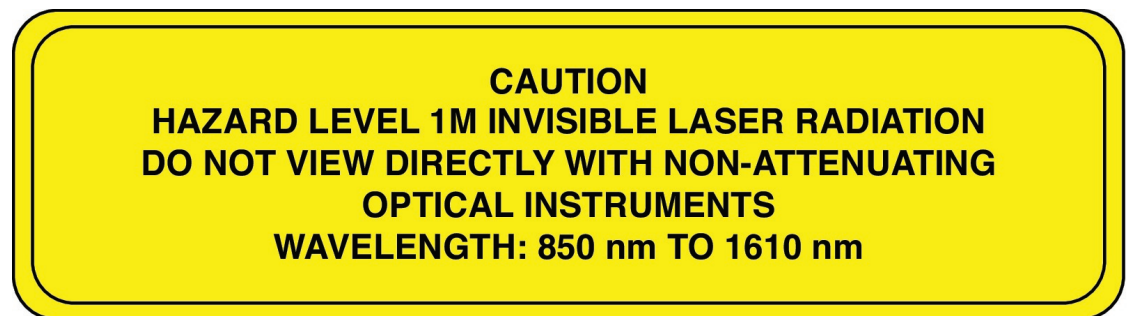 CAUTION
HAZARD LEVEL 1M INVISIBLE LASER RADIATION
DO NOT VIEW DIRECTLY WITH NON-ATTENUATING
OPTICAL INSTRUMENTS
WAVELENGTH: 850 nm TO 1610 nm